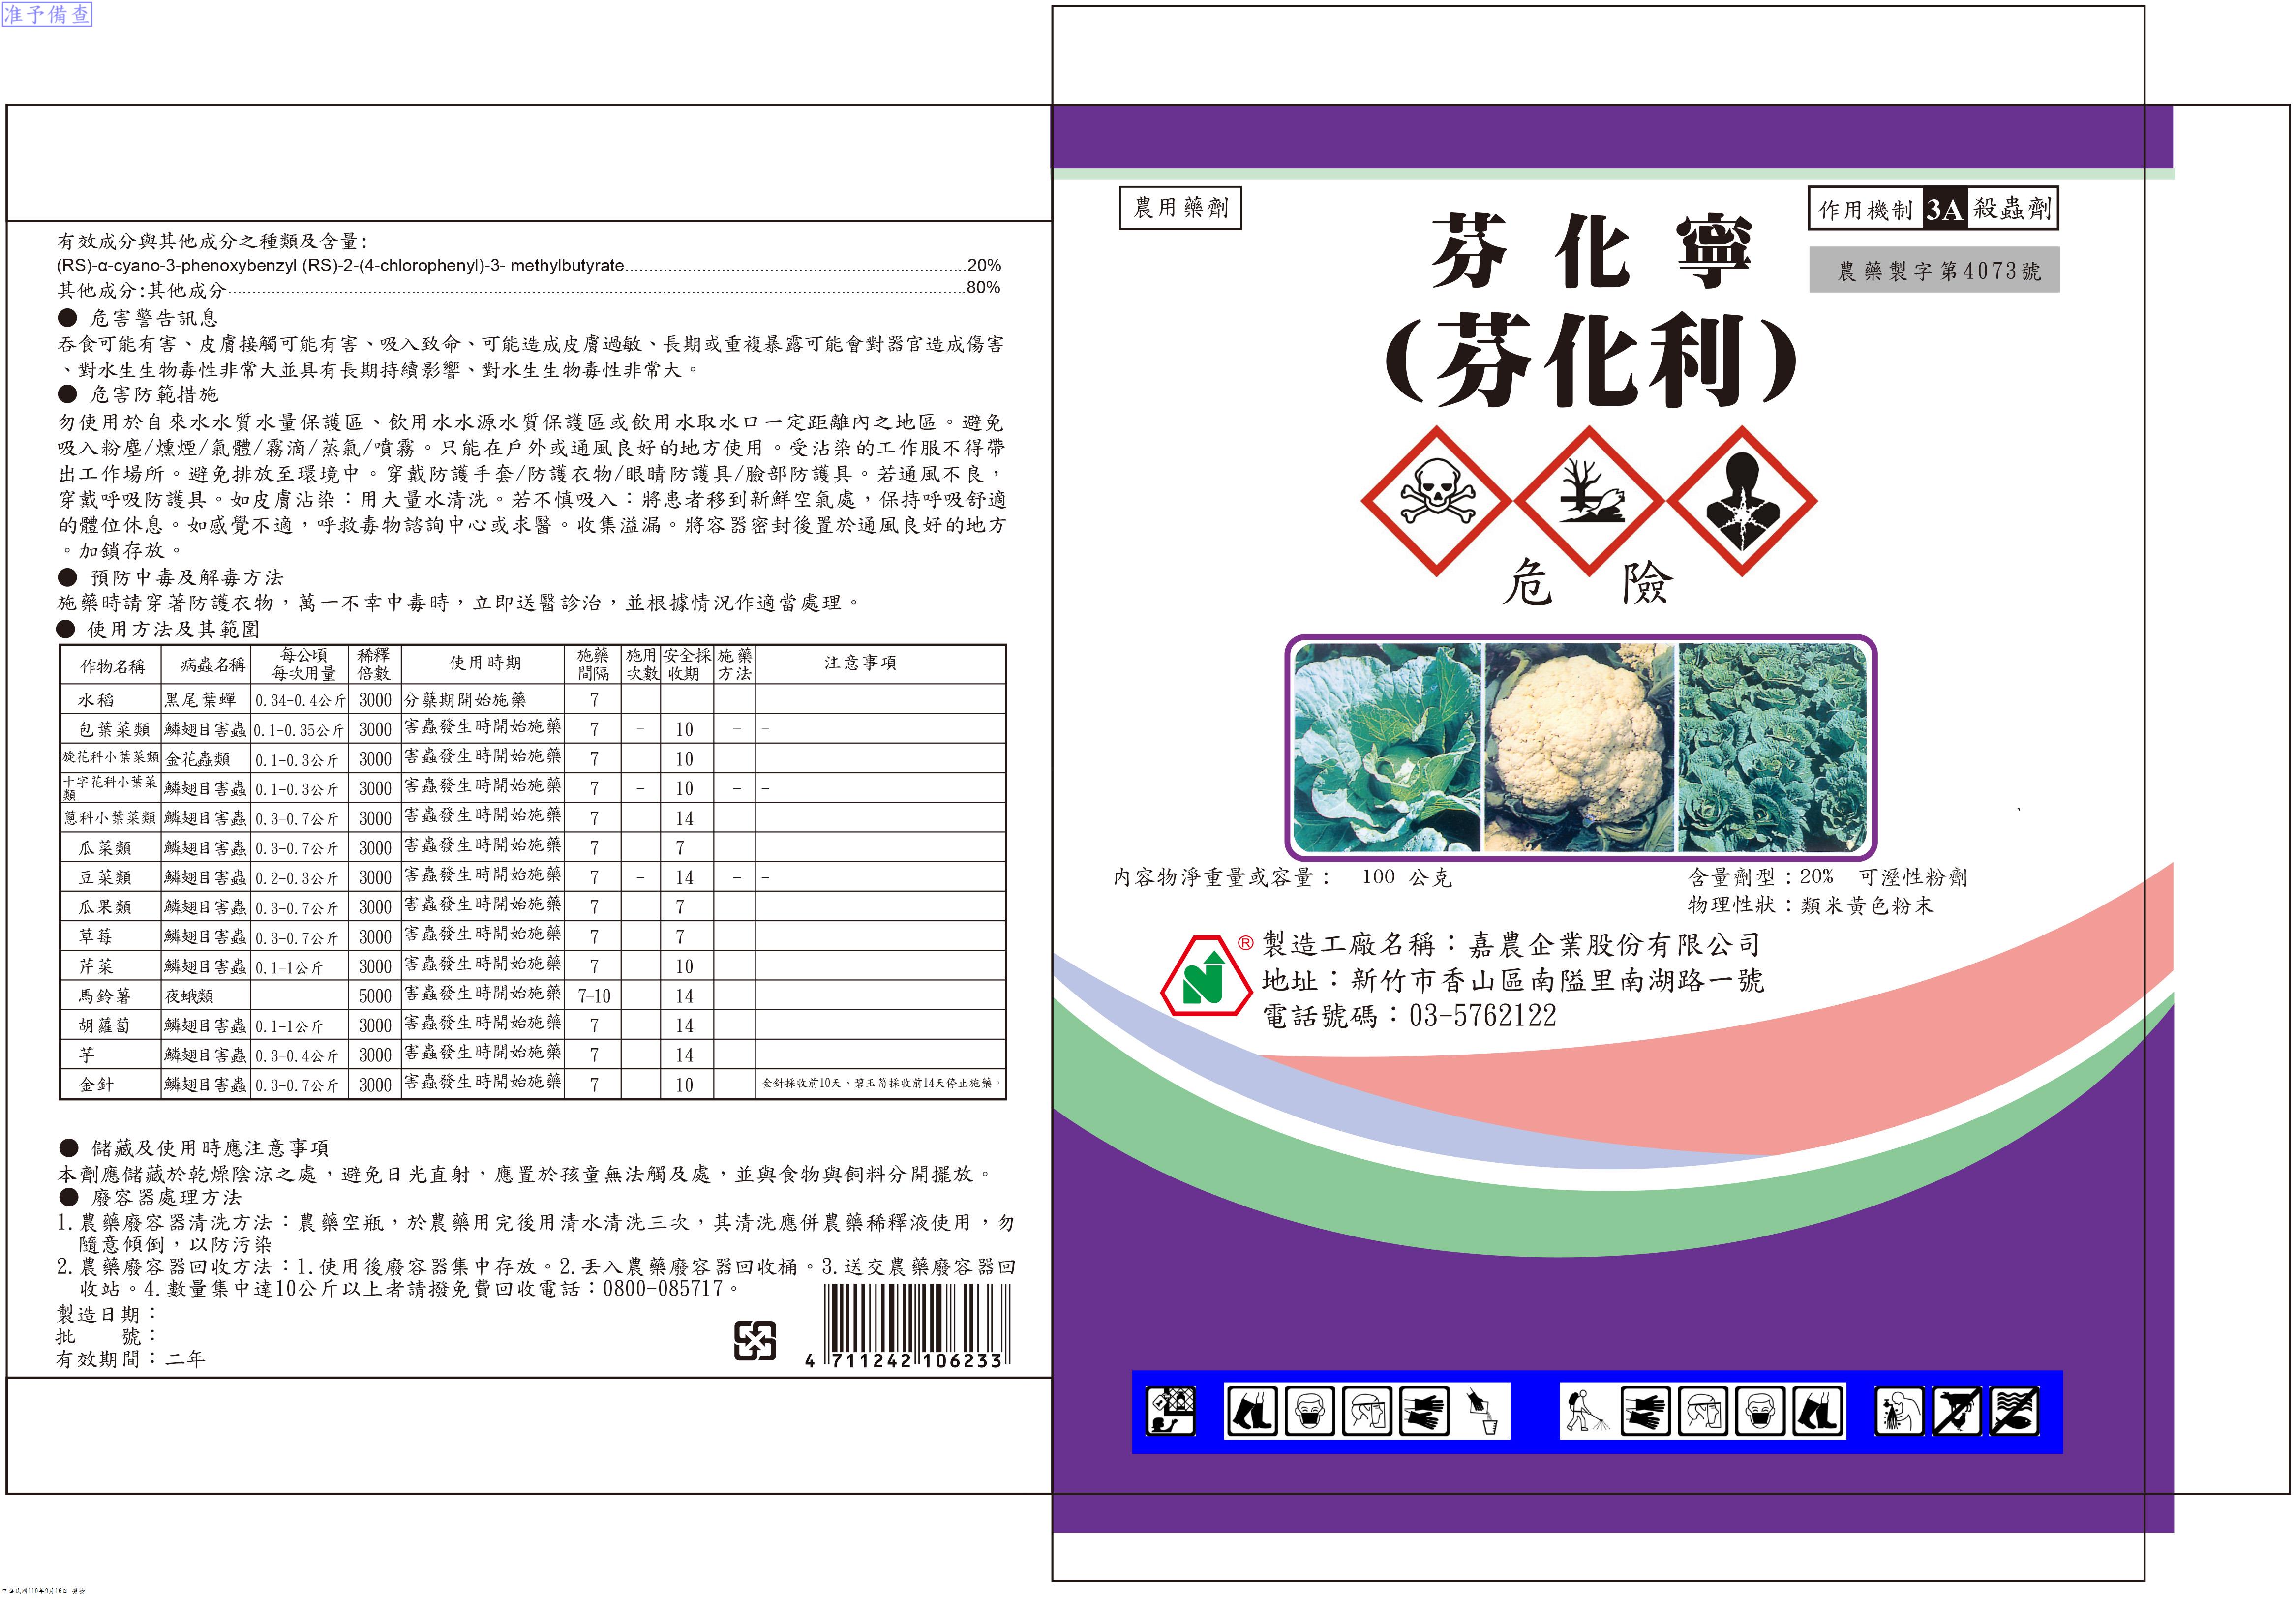 准予備查
有效成分與其他成分之種類及含量:
(RS)-α-cyano-3-phenoxybenzyl (RS)-2-(4-chlorophenyl)-3- methylbutyrate.......................................................................20%
其他成分:其他成分.........................................................................................................................................................80%
● 危害警告訊息
吞食可能有害、皮膚接觸可能有害、吸入致命、可能造成皮膚過敏、長期或重複暴露可能會對器官造成傷害
、對水生生物毒性非常大並具有長期持續影響、對水生生物毒性非常大。
● 危害防範措施
勿使用於自來水水質水量保護區、飲用水水源水質保護區或飲用水取水口一定距離內之地區。避免
吸入粉塵/燻煙/氣體/霧滴/蒸氣/噴霧。只能在戶外或通風良好的地方使用。受沾染的工作服不得帶
出工作場所。避免排放至環境中。穿戴防護手套/防護衣物/眼睛防護具/臉部防護具。若通風不良，
穿戴呼吸防護具。如皮膚沾染：用大量水清洗。若不慎吸入：將患者移到新鮮空氣處，保持呼吸舒適
的體位休息。如感覺不適，呼救毒物諮詢中心或求醫。收集溢漏。將容器密封後置於通風良好的地方
。加鎖存放。
● 預防中毒及解毒方法
施藥時請穿著防護衣物，萬一不幸中毒時，立即送醫診治，並根據情況作適當處理。
● 使用方法及其範圍
作物名稱 病蟲名稱 每公頃每次用量 稀釋倍數 使用時期 施藥間隔 施用次數 安全採收期 施藥方法 注意事項
水稻 黑尾葉蟬 0.34-0.4公斤 3000 分蘗期開始施藥 7
包葉菜類 鱗翅目害蟲 0.1-0.35公斤 3000 害蟲發生時開始施藥 7 - 10 - -
旋花科小葉菜類 金花蟲類 0.1-0.3公斤 3000 害蟲發生時開始施藥 7 10
十字花科小葉菜類 鱗翅目害蟲 0.1-0.3公斤 3000 害蟲發生時開始施藥 7 - 10 - -
蔥科小葉菜類 鱗翅目害蟲 0.3-0.7公斤 3000 害蟲發生時開始施藥 7 14
瓜菜類 鱗翅目害蟲 0.3-0.7公斤 3000 害蟲發生時開始施藥 7 7
豆菜類 鱗翅目害蟲 0.2-0.3公斤 3000 害蟲發生時開始施藥 7 - 14 - -
瓜果類 鱗翅目害蟲 0.3-0.7公斤 3000 害蟲發生時開始施藥 7 7
草莓 鱗翅目害蟲 0.3-0.7公斤 3000 害蟲發生時開始施藥 7 7
芹菜 鱗翅目害蟲 0.1-1公斤 3000 害蟲發生時開始施藥 7 10
馬鈴薯 夜蛾類 5000 害蟲發生時開始施藥 7-10 14
胡蘿蔔 鱗翅目害蟲 0.1-1公斤 3000 害蟲發生時開始施藥 7 14
芋 鱗翅目害蟲 0.3-0.4公斤 3000 害蟲發生時開始施藥 7 14
金針 鱗翅目害蟲 0.3-0.7公斤 3000 害蟲發生時開始施藥 7 10 金針採收前10天、碧玉筍採收前14天停止施藥。
● 儲藏及使用時應注意事項
本劑應儲藏於乾燥陰涼之處，避免日光直射，應置於孩童無法觸及處，並與食物與飼料分開擺放。
● 廢容器處理方法
1.農藥廢容器清洗方法：農藥空瓶，於農藥用完後用清水清洗三次，其清洗應併農藥稀釋液使用，勿
隨意傾倒，以防污染
2.農藥廢容器回收方法：1.使用後廢容器集中存放。2.丟入農藥廢容器回收桶。3.送交農藥廢容器回
收站。4.數量集中達10公斤以上者請撥免費回收電話：0800-085717。
製造日期：
批　　號：
有效期間：二年
4 711242 106233
農用藥劑
作用機制 3A 殺蟲劑
農藥製字第4073號
芬化寧
(芬化利)
危險
內容物淨重量或容量： 100 公克
含量劑型：20% 可溼性粉劑
物理性狀：類米黃色粉末
® 製造工廠名稱：嘉農企業股份有限公司
地址：新竹市香山區南隘里南湖路一號
電話號碼：03-5762122
中華民國110年9月16日 簽發